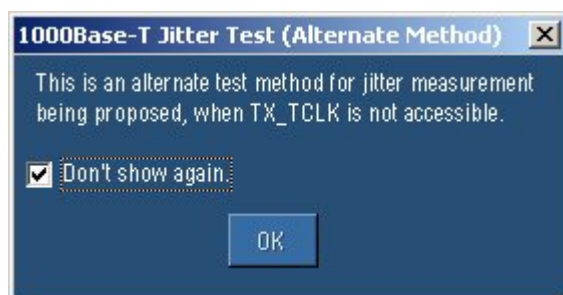 1000Base-T Jitter Test (Alternate Method)
This is an alternate test method for jitter measurement
being proposed, when TX_TCLK is not accessible.
Don't show again.
OK